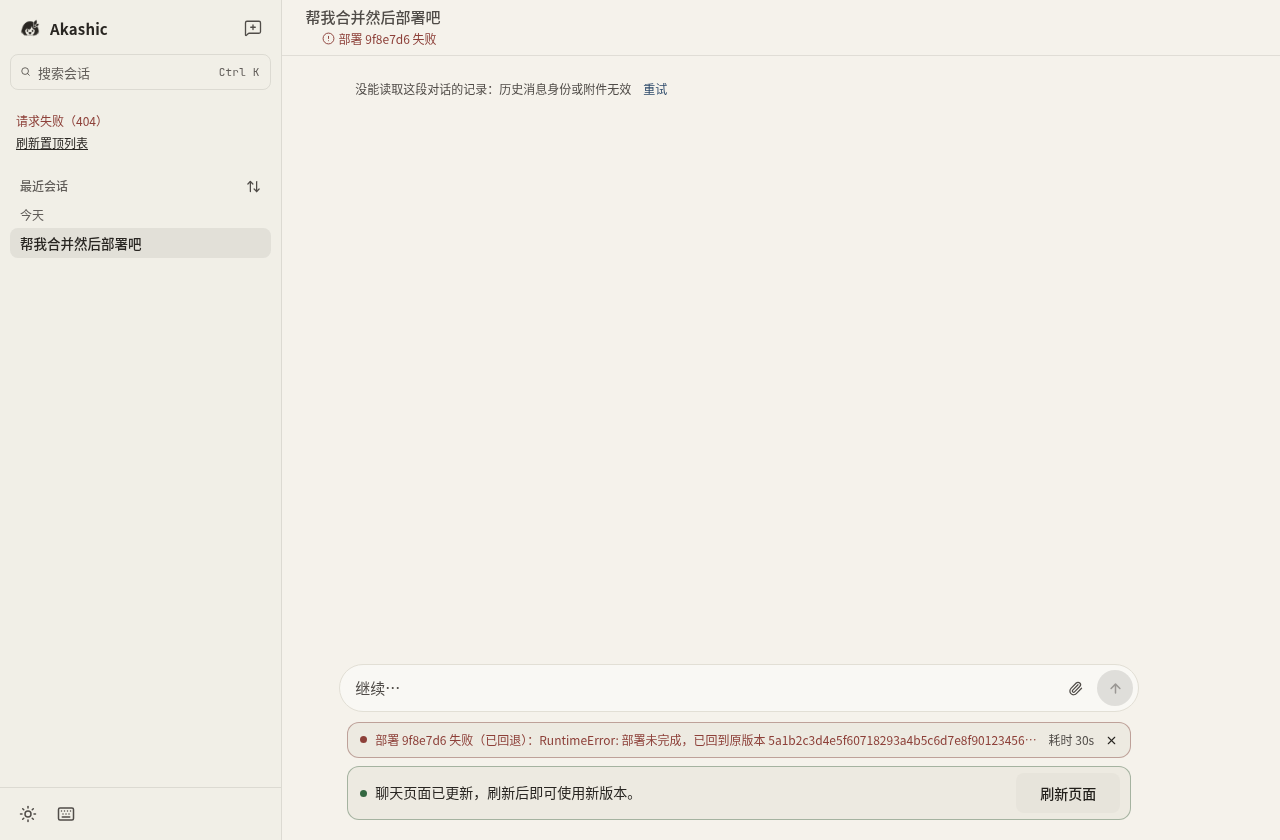 Akashic
搜索会话 Ctrl K
请求失败（404）
刷新置顶列表
最近会话
今天
帮我合并然后部署吧
帮我合并然后部署吧
部署 9f8e7d6 失败
没能读取这段对话的记录：历史消息身份或附件无效 重试
继续…
部署 9f8e7d6 失败（已回退）：RuntimeError: 部署未完成，已回到原版本 5a1b2c3d4e5f60718293a4b5c6d7e8f90123456… 耗时 30s
聊天页面已更新，刷新后即可使用新版本。 刷新页面